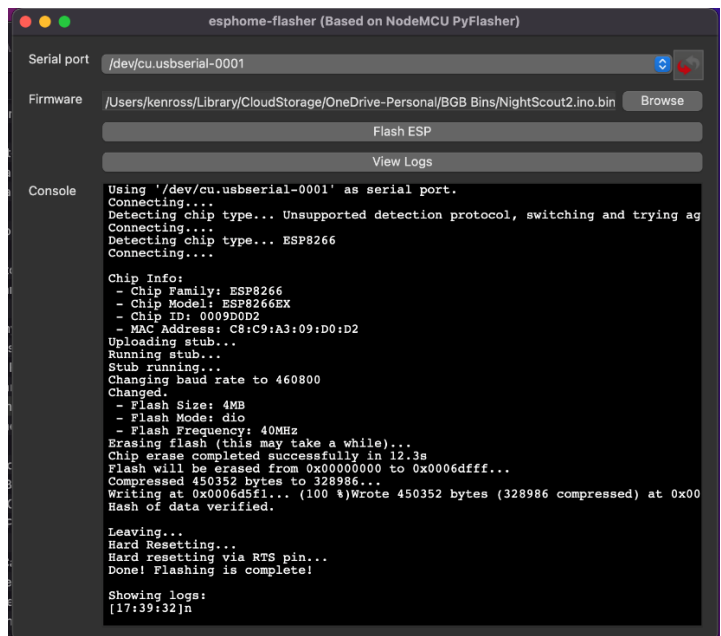 esphome-flasher (Based on NodeMCU PyFlasher)
Serial port
/dev/cu.usbserial-0001
Firmware
/Users/kenross/Library/CloudStorage/OneDrive-Personal/BGB Bins/NightScout2.ino.bin
Browse
Flash ESP
View Logs
Console
Using '/dev/cu.usbserial-0001' as serial port.
Connecting....
Detecting chip type... Unsupported detection protocol, switching and trying ag
Connecting....
Detecting chip type... ESP8266
Connecting....
Chip Info:
- Chip Family: ESP8266
- Chip Model: ESP8266EX
- Chip ID: 0009D0D2
- MAC Address: C8:C9:A3:09:D0:D2
Uploading stub...
Running stub...
Stub running...
Changing baud rate to 460800
Changed.
- Flash Size: 4MB
- Flash Mode: dio
- Flash Frequency: 40MHz
Erasing flash (this may take a while)...
Chip erase completed successfully in 12.3s
Flash will be erased from 0x00000000 to 0x0006dfff...
Compressed 450352 bytes to 328986...
Writing at 0x0006d5f1... (100 %)Wrote 450352 bytes (328986 compressed) at 0x00
Hash of data verified.
Leaving...
Hard Resetting...
Hard resetting via RTS pin...
Done! Flashing is complete!
Showing logs:
[17:39:32]n